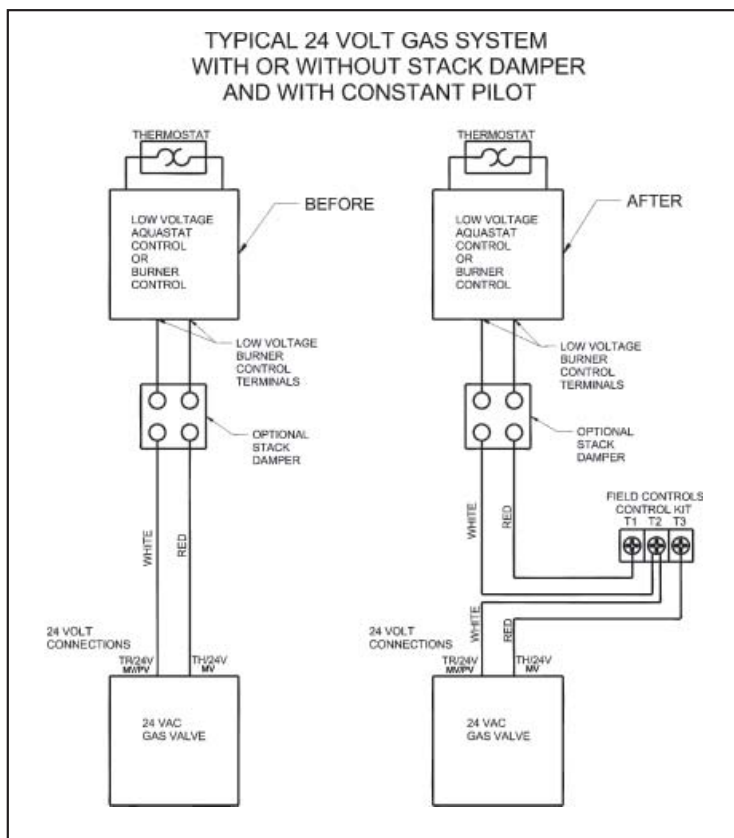 TYPICAL 24 VOLT GAS SYSTEM
WITH OR WITHOUT STACK DAMPER
AND WITH CONSTANT PILOT
THERMOSTAT
LOW VOLTAGE
AQUASTAT
CONTROL
OR
BURNER
CONTROL
BEFORE
LOW VOLTAGE
BURNER
CONTROL
TERMINALS
OPTIONAL
STACK
DAMPER
WHITE
RED
24 VOLT
CONNECTIONS
TR/24V
MV/PV
TH/24V
MV
24 VAC
GAS VALVE
THERMOSTAT
LOW VOLTAGE
AQUASTAT
CONTROL
OR
BURNER
CONTROL
AFTER
LOW VOLTAGE
BURNER
CONTROL
TERMINALS
OPTIONAL
STACK
DAMPER
WHITE
RED
FIELD CONTROLS
CONTROL KIT
T1 T2 T3
WHITE
RED
24 VOLT
CONNECTIONS
TR/24V
MV/PV
TH/24V
MV
24 VAC
GAS VALVE